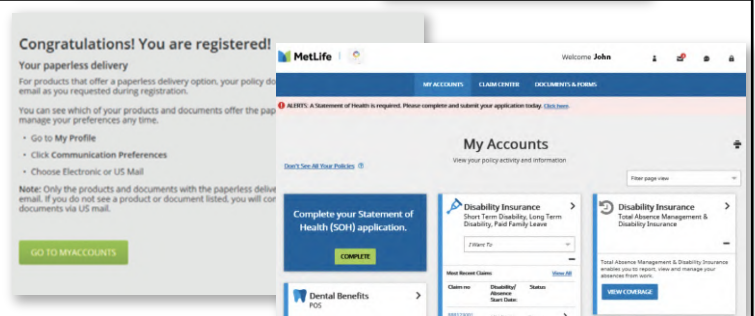 Congratulations! You are registered!
Your paperless delivery
For products that offer a paperless delivery option, your policy do
email as you requested during registration.
You can see which of your products and documents offer the pap
manage your preferences any time.
• Go to My Profile
• Click Communication Preferences
• Choose Electronic or US Mail
Note: Only the products and documents with the paperless delive
email. If you do not see a product or document listed, you will con
documents via US mail.
GO TO MYACCOUNTS
MetLife
Welcome John
MY ACCOUNTS CLAIM CENTER DOCUMENTS & FORMS
ALERTS: A Statement of Health is required. Please complete and submit your application today. Click here.
My Accounts
View your policy activity and information
Don't See All Your Policies
Filter page view
Complete your Statement of
Health (SOH) application.
COMPLETE
Dental Benefits
POS
Disability Insurance
Short Term Disability, Long Term
Disability, Paid Family
Leave
I Want To
Most Recent Claims View All
Claim no Disability/ Status
Absence
Start Date:
Disability Insurance
Total Absence Management &
Disability Insurance
Total Absence Management & Disability Insurance
enables you to report, view and manage your
absences from work.
VIEW COVERAGE